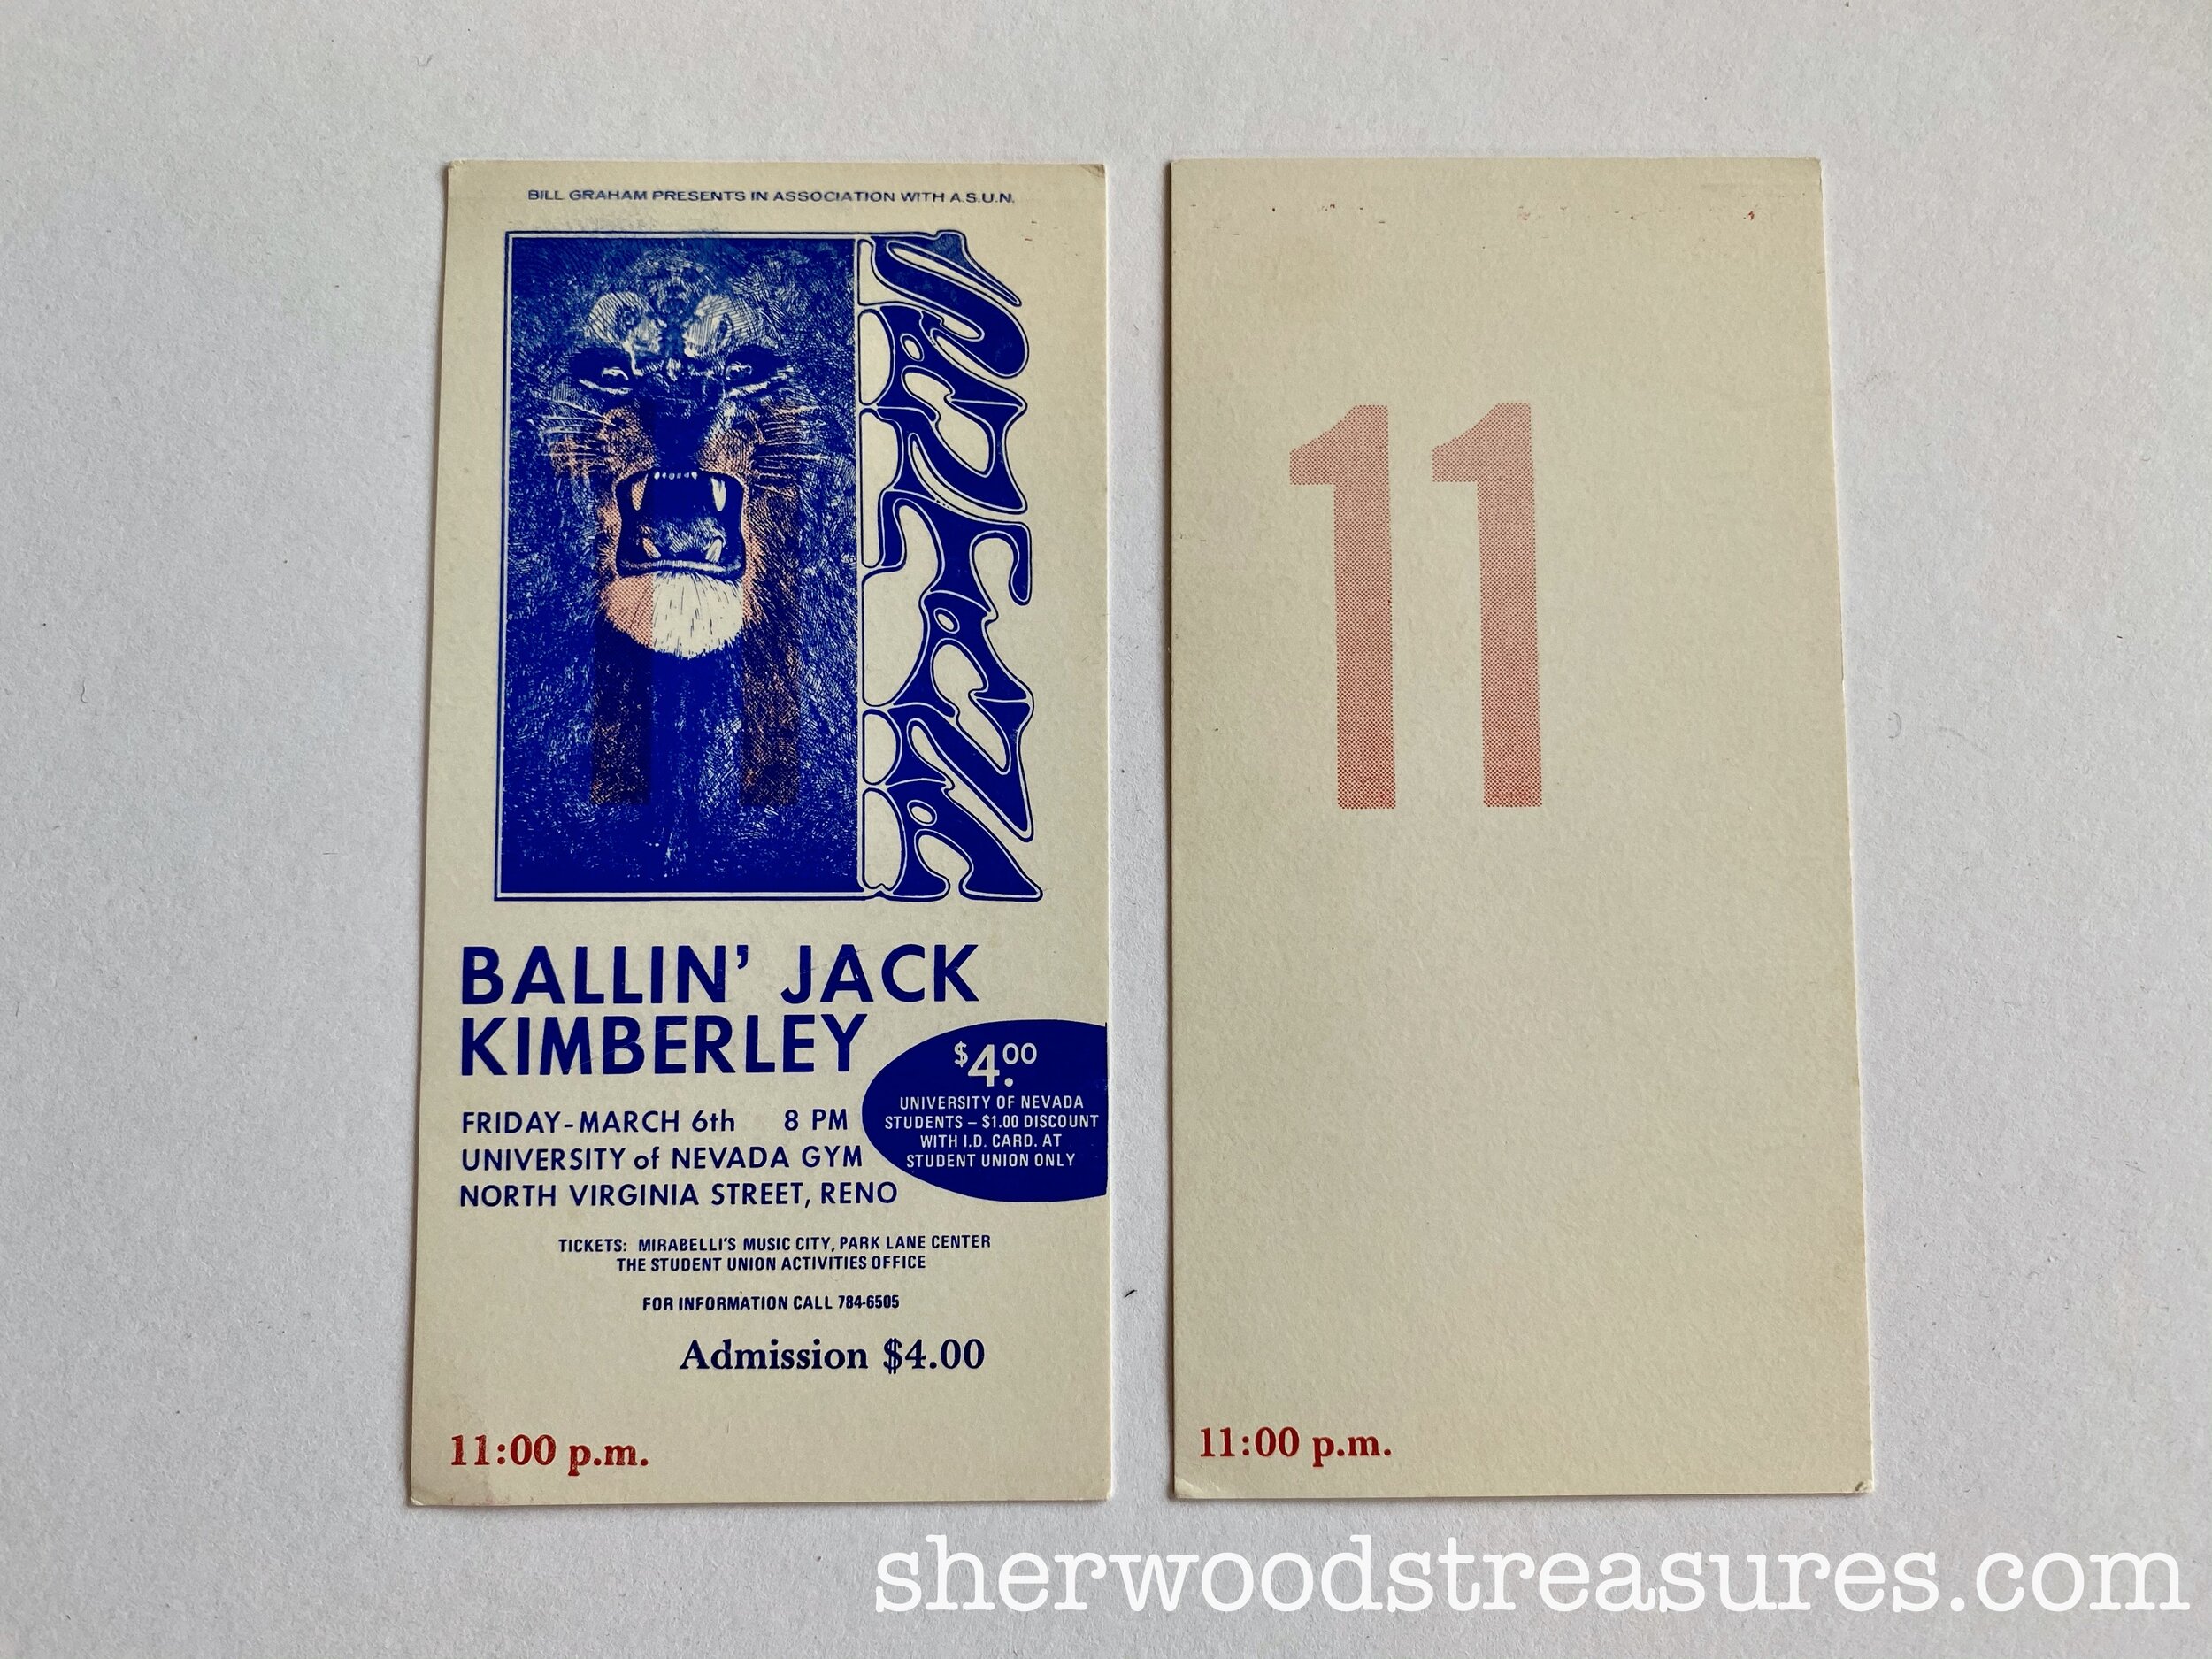 BILL GRAHAM PRESENTS IN ASSOCIATION WITH A.S.U.N.
SANTANA
BALLIN' JACK
KIMBERLEY
$4.00
UNIVERSITY OF NEVADA
STUDENTS – $1.00 DISCOUNT
WITH I.D. CARD. AT
STUDENT UNION ONLY
FRIDAY-MARCH 6th 8 PM
UNIVERSITY of NEVADA GYM
NORTH VIRGINIA STREET, RENO
TICKETS: MIRABELLI'S MUSIC CITY, PARK LANE CENTER
THE STUDENT UNION ACTIVITIES OFFICE
FOR INFORMATION CALL 784-6505
Admission $4.00
11:00 p.m.
11
11:00 p.m.
sherwoodstreasures.com